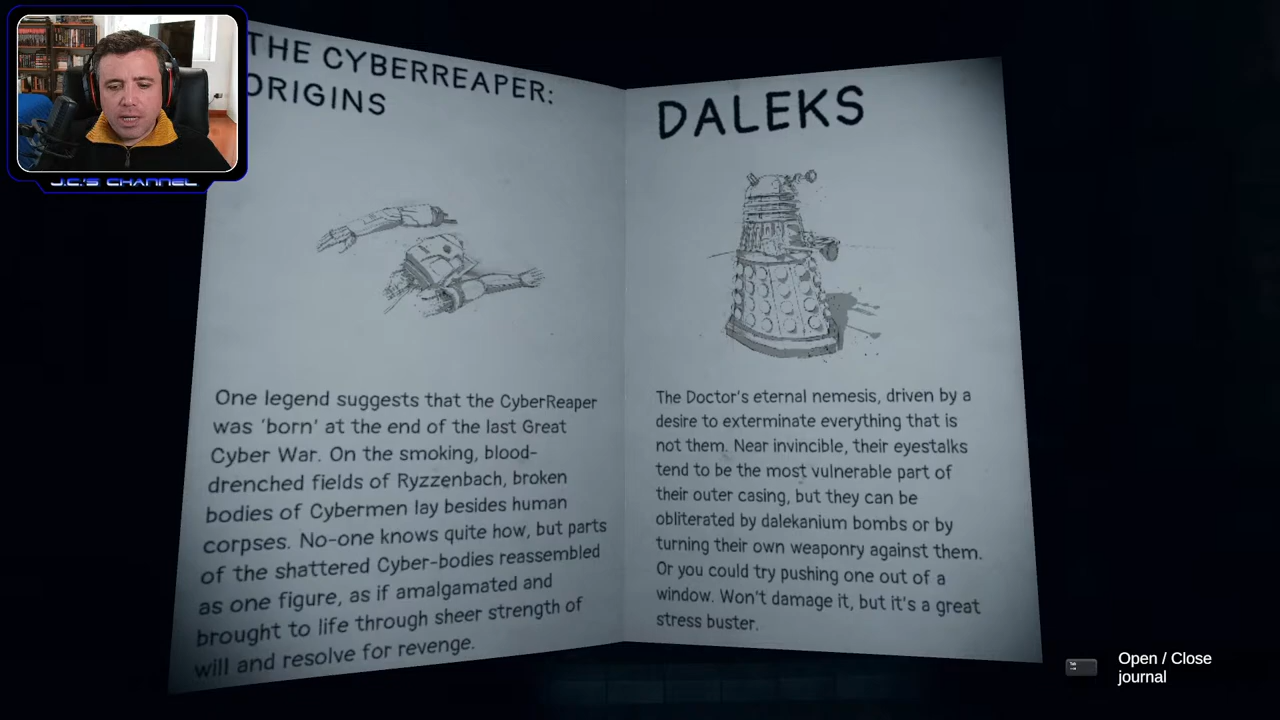 J.C.'S CHANNEL
THE CYBERREAPER:
ORIGINS
One legend suggests that the CyberReaper
was 'born' at the end of the last Great
Cyber War. On the smoking, blood-
drenched fields of Ryzzenbach, broken
bodies of Cybermen lay besides human
corpses. No-one knows quite how, but parts
of the shattered Cyber-bodies reassembled
as one figure, as if amalgamated and
brought to life through sheer strength of
will and resolve for revenge.
DALEKS
The Doctor's eternal nemesis, driven by a
desire to exterminate everything that is
not them. Near invincible, their eyestalks
tend to be the most vulnerable part of
their outer casing, but they can be
obliterated by dalekanium bombs or by
turning their own weaponry against them.
Or you could try pushing one out of a
window. Won't damage it, but it's a great
stress buster.
Tab
Open / Close
journal